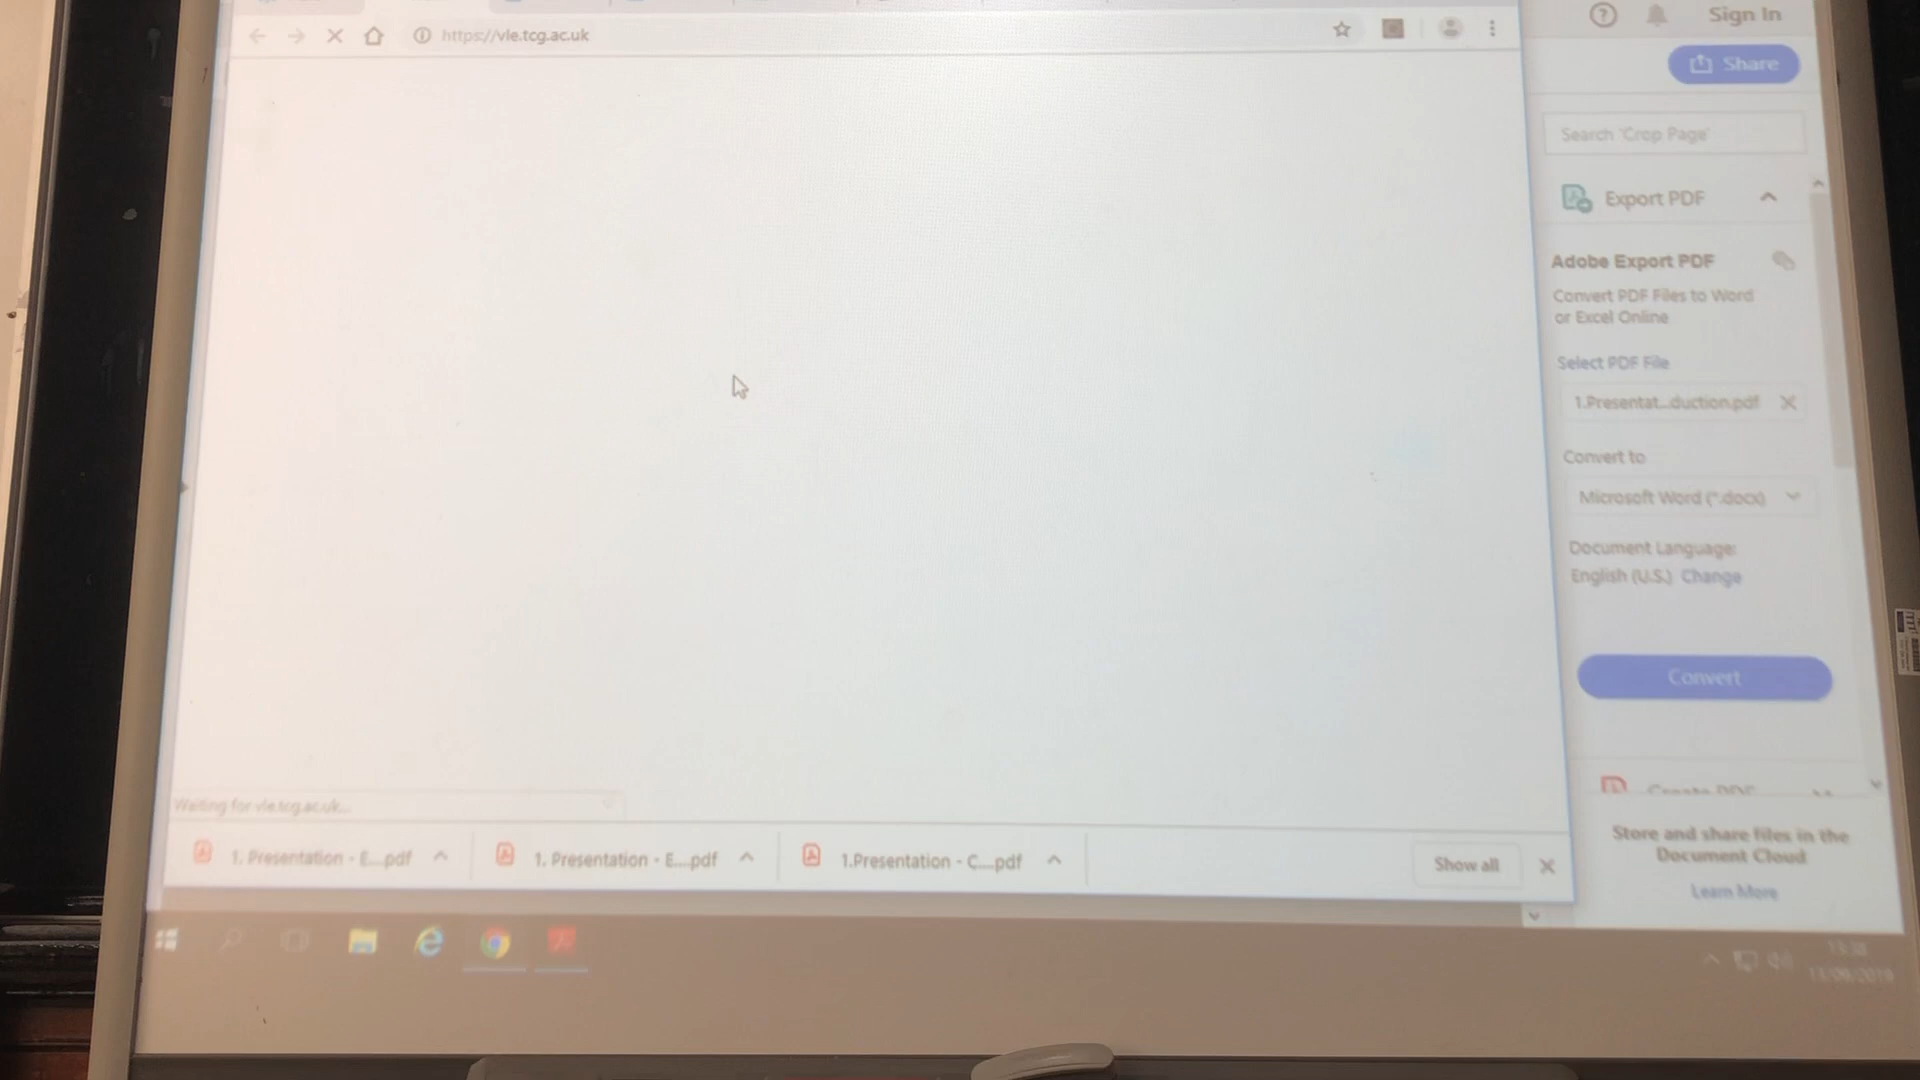 https://vle.tcg.ac.uk
Sign In
Share
Search 'Crop Page'
Export PDF
Adobe Export PDF
Convert PDF Files to Word
or Excel Online
Select PDF File
1.Presentat...duction.pdf
Convert to
Microsoft Word (*.docx)
Document Language:
English (U.S.) Change
Convert
Create PDF
Store and share files in the
Document Cloud
Learn More
Waiting for vle.tcg.ac.uk...
1. Presentation - E....pdf
1. Presentation - E....pdf
1.Presentation - C....pdf
Show all